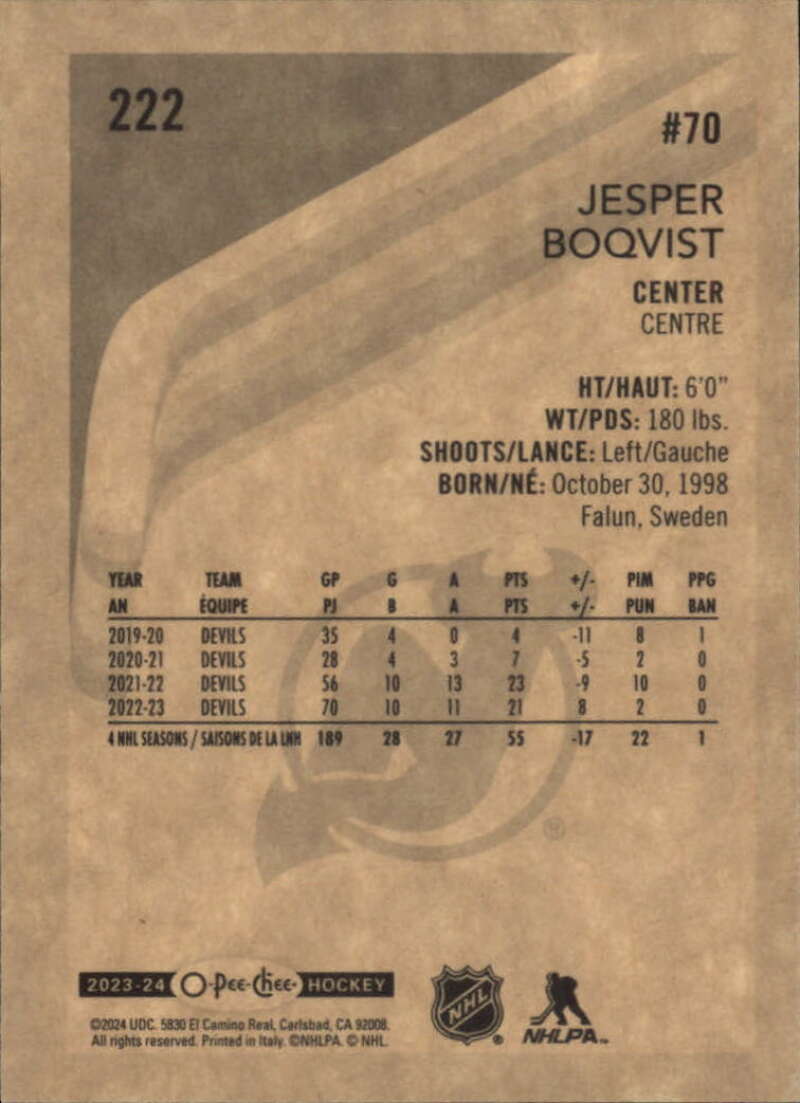 222
#70
JESPER
BOQVIST
CENTER
CENTRE
HT/HAUT: 6'0"
WT/PDS: 180 lbs.
SHOOTS/LANCE: Left/Gauche
BORN/NÉ: October 30, 1998
Falun, Sweden
YEAR TEAM GP G A PTS +/- PIM PPG
AN ÉQUIPE PJ B A PTS +/- PUN BAN
2019-20 DEVILS 35 4 0 4 -11 8 1
2020-21 DEVILS 28 4 3 7 -5 2 0
2021-22 DEVILS 56 10 13 23 -9 10 0
2022-23 DEVILS 70 10 11 21 8 2 0
4 NHL SEASONS / SAISONS DE LA LNH 189 28 27 55 -17 22 1
®
2023-24 O-Pee-Chee HOCKEY
©2024 UDC. 5830 El Camino Real, Carlsbad, CA 92008.
All rights reserved. Printed in Italy. ©NHLPA. © NHL.
NHL ®
NHLPA™